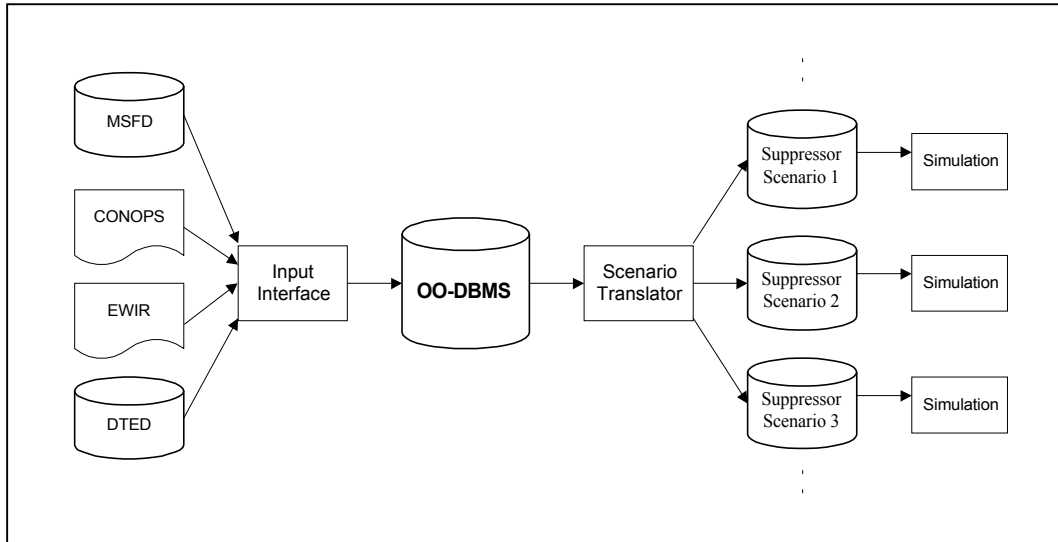 MSFD
CONOPS
EWIR
DTED
Input
Interface
OO-DBMS
Scenario
Translator
Suppressor
Scenario 1
Simulation
Suppressor
Scenario 2
Simulation
Suppressor
Scenario 3
Simulation